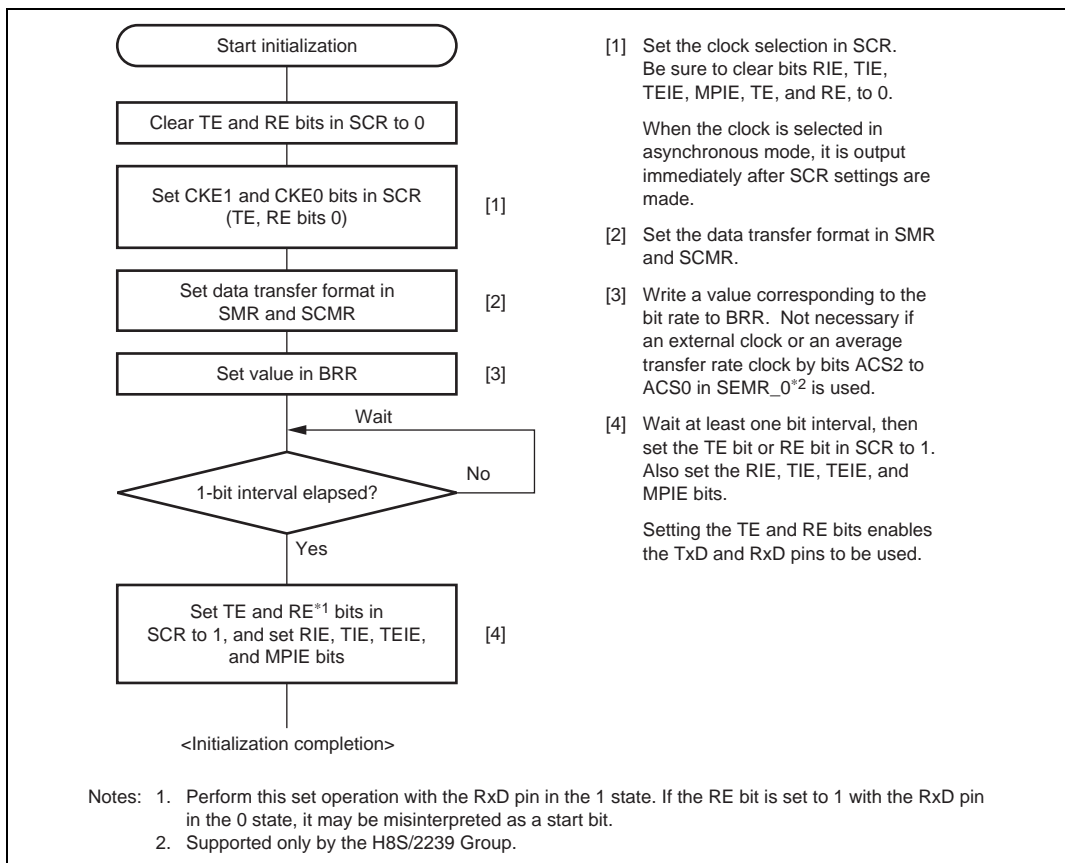 Start initialization
Clear TE and RE bits in SCR to 0
Set CKE1 and CKE0 bits in SCR
(TE, RE bits 0)
[1]
Set data transfer format in
SMR and SCMR
[2]
Set value in BRR
[3]
Wait
No
1-bit interval elapsed?
Yes
Set TE and RE*1 bits in
SCR to 1, and set RIE, TIE, TEIE,
and MPIE bits
[4]
<Initialization completion>
[1] Set the clock selection in SCR.
Be sure to clear bits RIE, TIE,
TEIE, MPIE, TE, and RE, to 0.
When the clock is selected in
asynchronous mode, it is output
immediately after SCR settings are
made.
[2] Set the data transfer format in SMR
and SCMR.
[3] Write a value corresponding to the
bit rate to BRR. Not necessary if
an external clock or an average
transfer rate clock by bits ACS2 to
ACS0 in SEMR_0*2 is used.
[4] Wait at least one bit interval, then
set the TE bit or RE bit in SCR to 1.
Also set the RIE, TIE, TEIE, and
MPIE bits.
Setting the TE and RE bits enables
the TxD and RxD pins to be used.
Notes: 1. Perform this set operation with the RxD pin in the 1 state. If the RE bit is set to 1 with the RxD pin
in the 0 state, it may be misinterpreted as a start bit.
2. Supported only by the H8S/2239 Group.